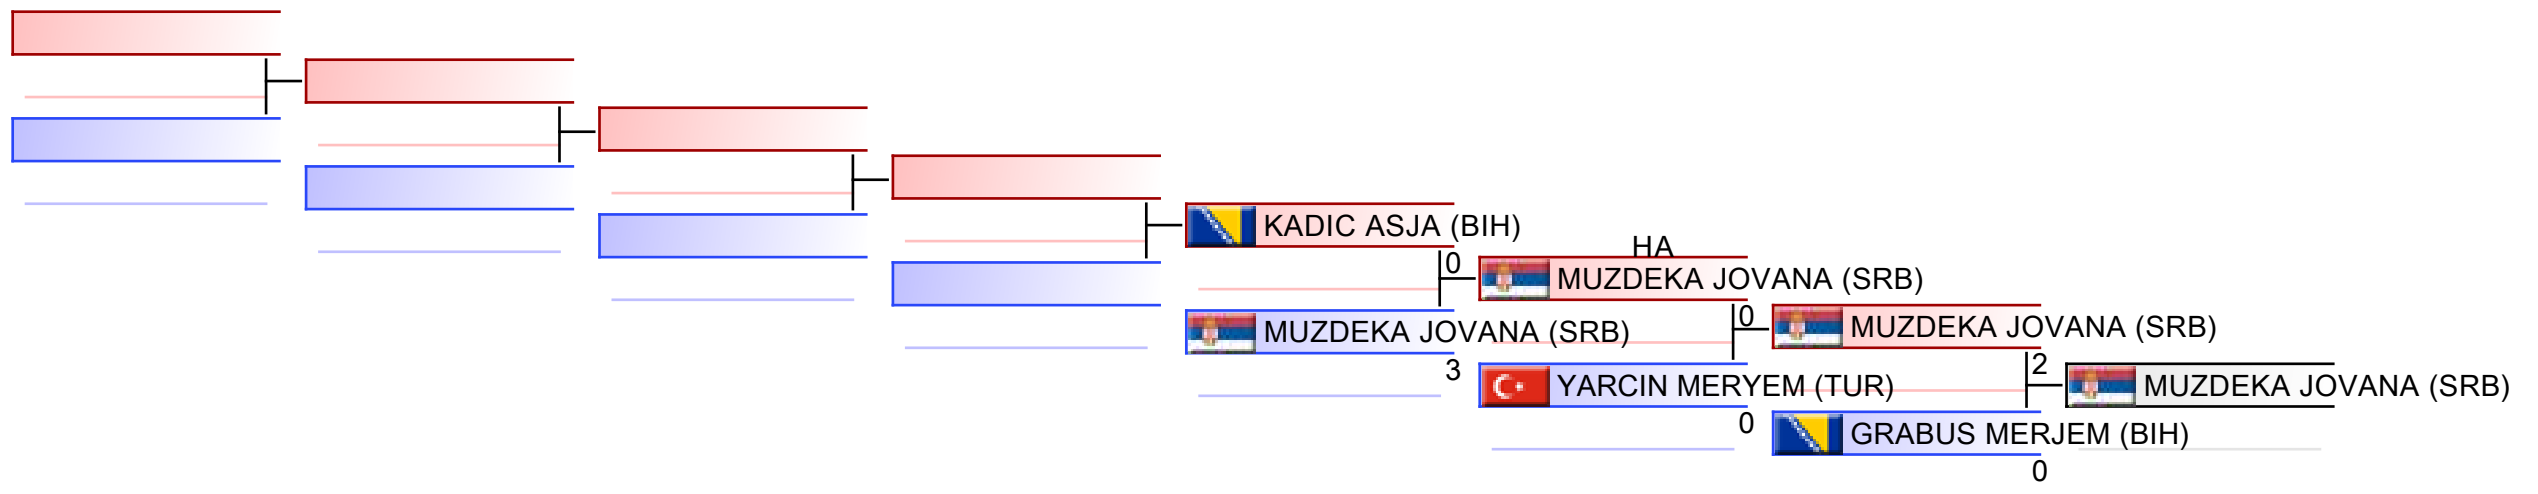 KADIC ASJA (BIH)
0
MUZDEKA JOVANA (SRB)
3
HA
MUZDEKA JOVANA (SRB)
0
YARCIN MERYEM (TUR)
0
MUZDEKA JOVANA (SRB)
2
GRABUS MERJEM (BIH)
0
MUZDEKA JOVANA (SRB)